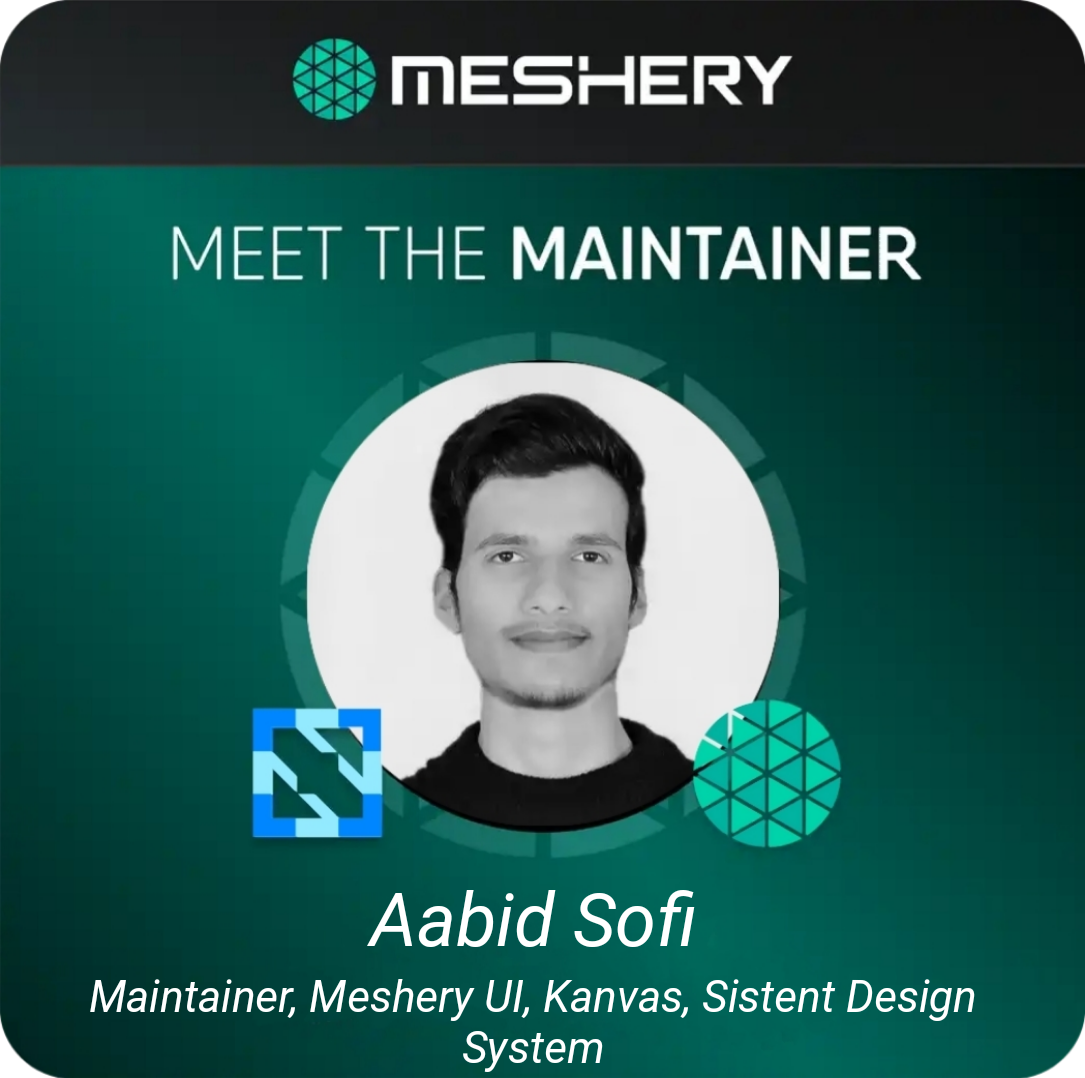 MESHERY
MEET THE MAINTAINER
Aabid Sofi
Maintainer, Meshery UI, Kanvas, Sistent Design
System